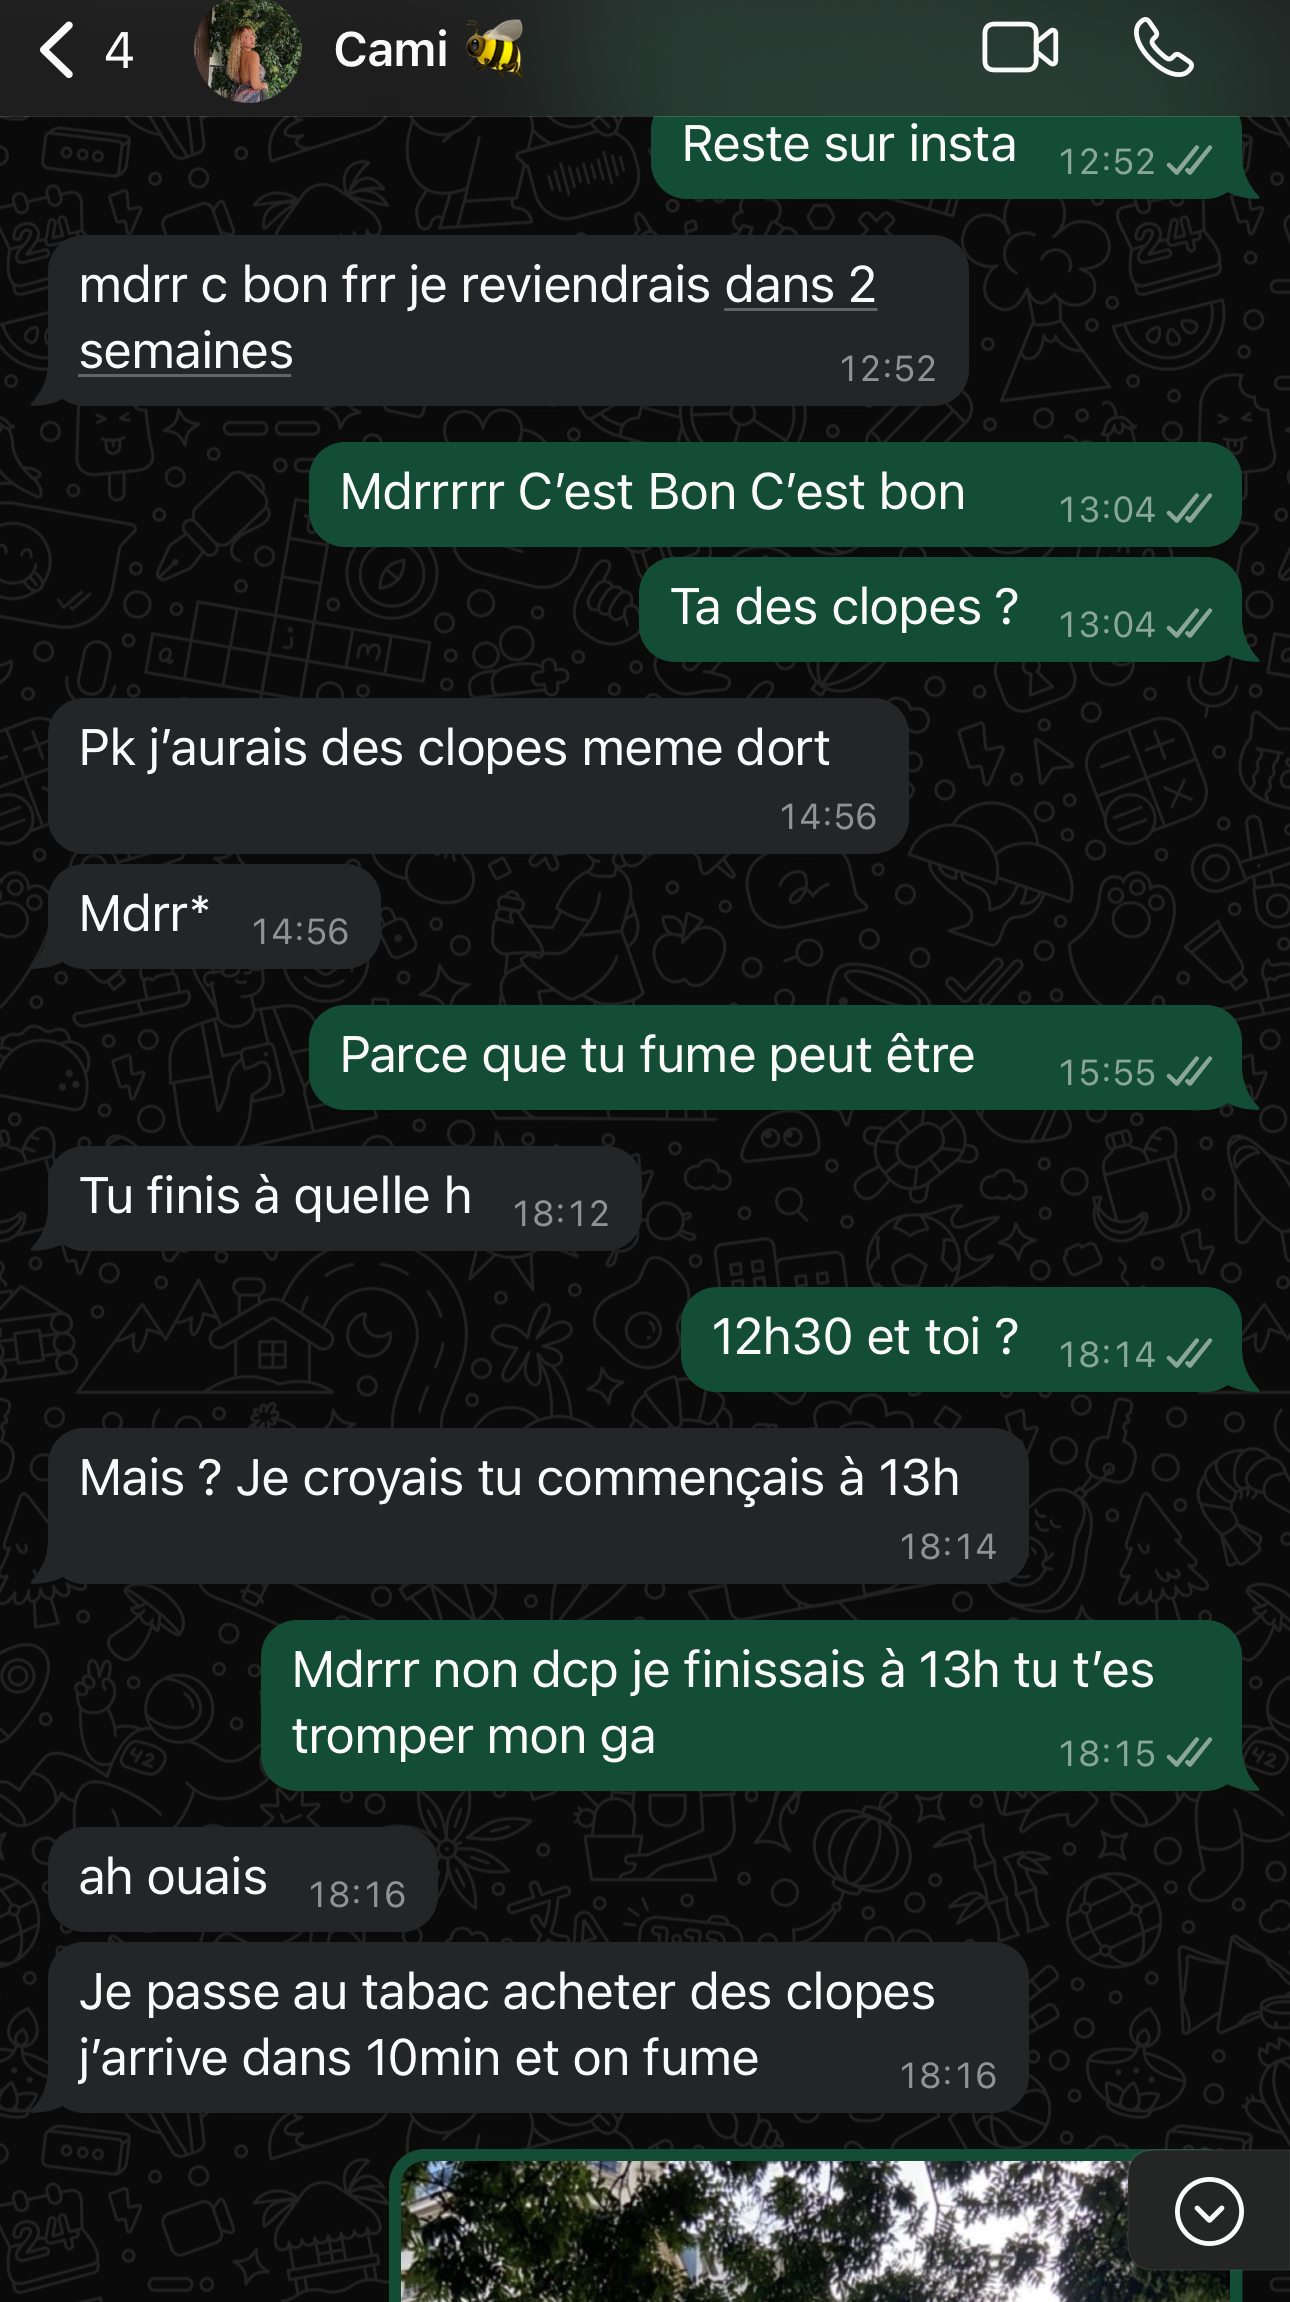 4
Cami 🐝
Reste sur insta
12:52
mdrr c bon frr je reviendrais dans 2
semaines
12:52
Mdrrrrr C’est Bon C’est bon
13:04
Ta des clopes ?
13:04
Pk j’aurais des clopes meme dort
14:56
Mdrr*
14:56
Parce que tu fume peut être
15:55
Tu finis à quelle h
18:12
12h30 et toi ?
18:14
Mais ? Je croyais tu commençais à 13h
18:14
Mdrrr non dcp je finissais à 13h tu t’es
tromper mon ga
18:15
ah ouais
18:16
Je passe au tabac acheter des clopes
j’arrive dans 10min et on fume
18:16